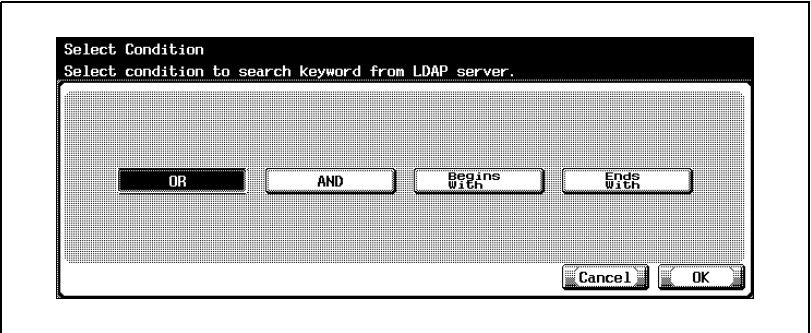 Select Condition
Select condition to search keyword from LDAP server.
OR
AND
Begins
With
Ends
With
Cancel
OK